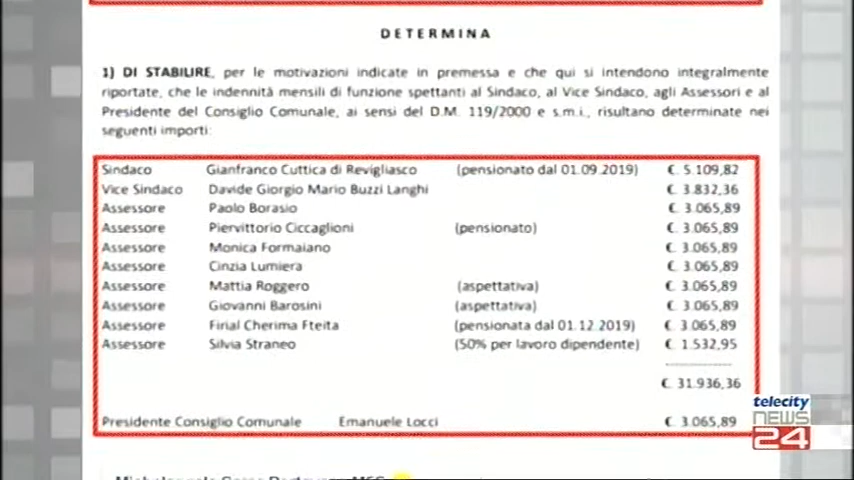 DETERMINA
1) DI STABILIRE, per le motivazioni indicate in premessa e che qui si intendono integralmente
riportate, che le indennità mensili di funzione spettanti al Sindaco, al Vice Sindaco, agli Assessori e al
Presidente del Consiglio Comunale, ai sensi del D.M. 119/2000 e s.m.i., risultano determinate nei
seguenti importi:
Sindaco Gianfranco Cuttica di Revigliasco (pensionato dal 01.09.2019) €. 5.109,82
Vice Sindaco Davide Giorgio Mario Buzzi Langhi €. 3.832,36
Assessore Paolo Borasio €. 3.065,89
Assessore Piervittorio Ciccaglioni (pensionato) €. 3.065,89
Assessore Monica Formaiano €. 3.065,89
Assessore Cinzia Lumiera €. 3.065,89
Assessore Mattia Roggero (aspettativa) €. 3.065,89
Assessore Giovanni Barosini (aspettativa) €. 3.065,89
Assessore Firial Cherima Fteita (pensionata dal 01.12.2019) €. 3.065,89
Assessore Silvia Straneo (50% per lavoro dipendente) €. 1.532,95
€. 31.936,36
Presidente Consiglio Comunale Emanuele Locci €. 3.065,89
telecity
NEWS
24